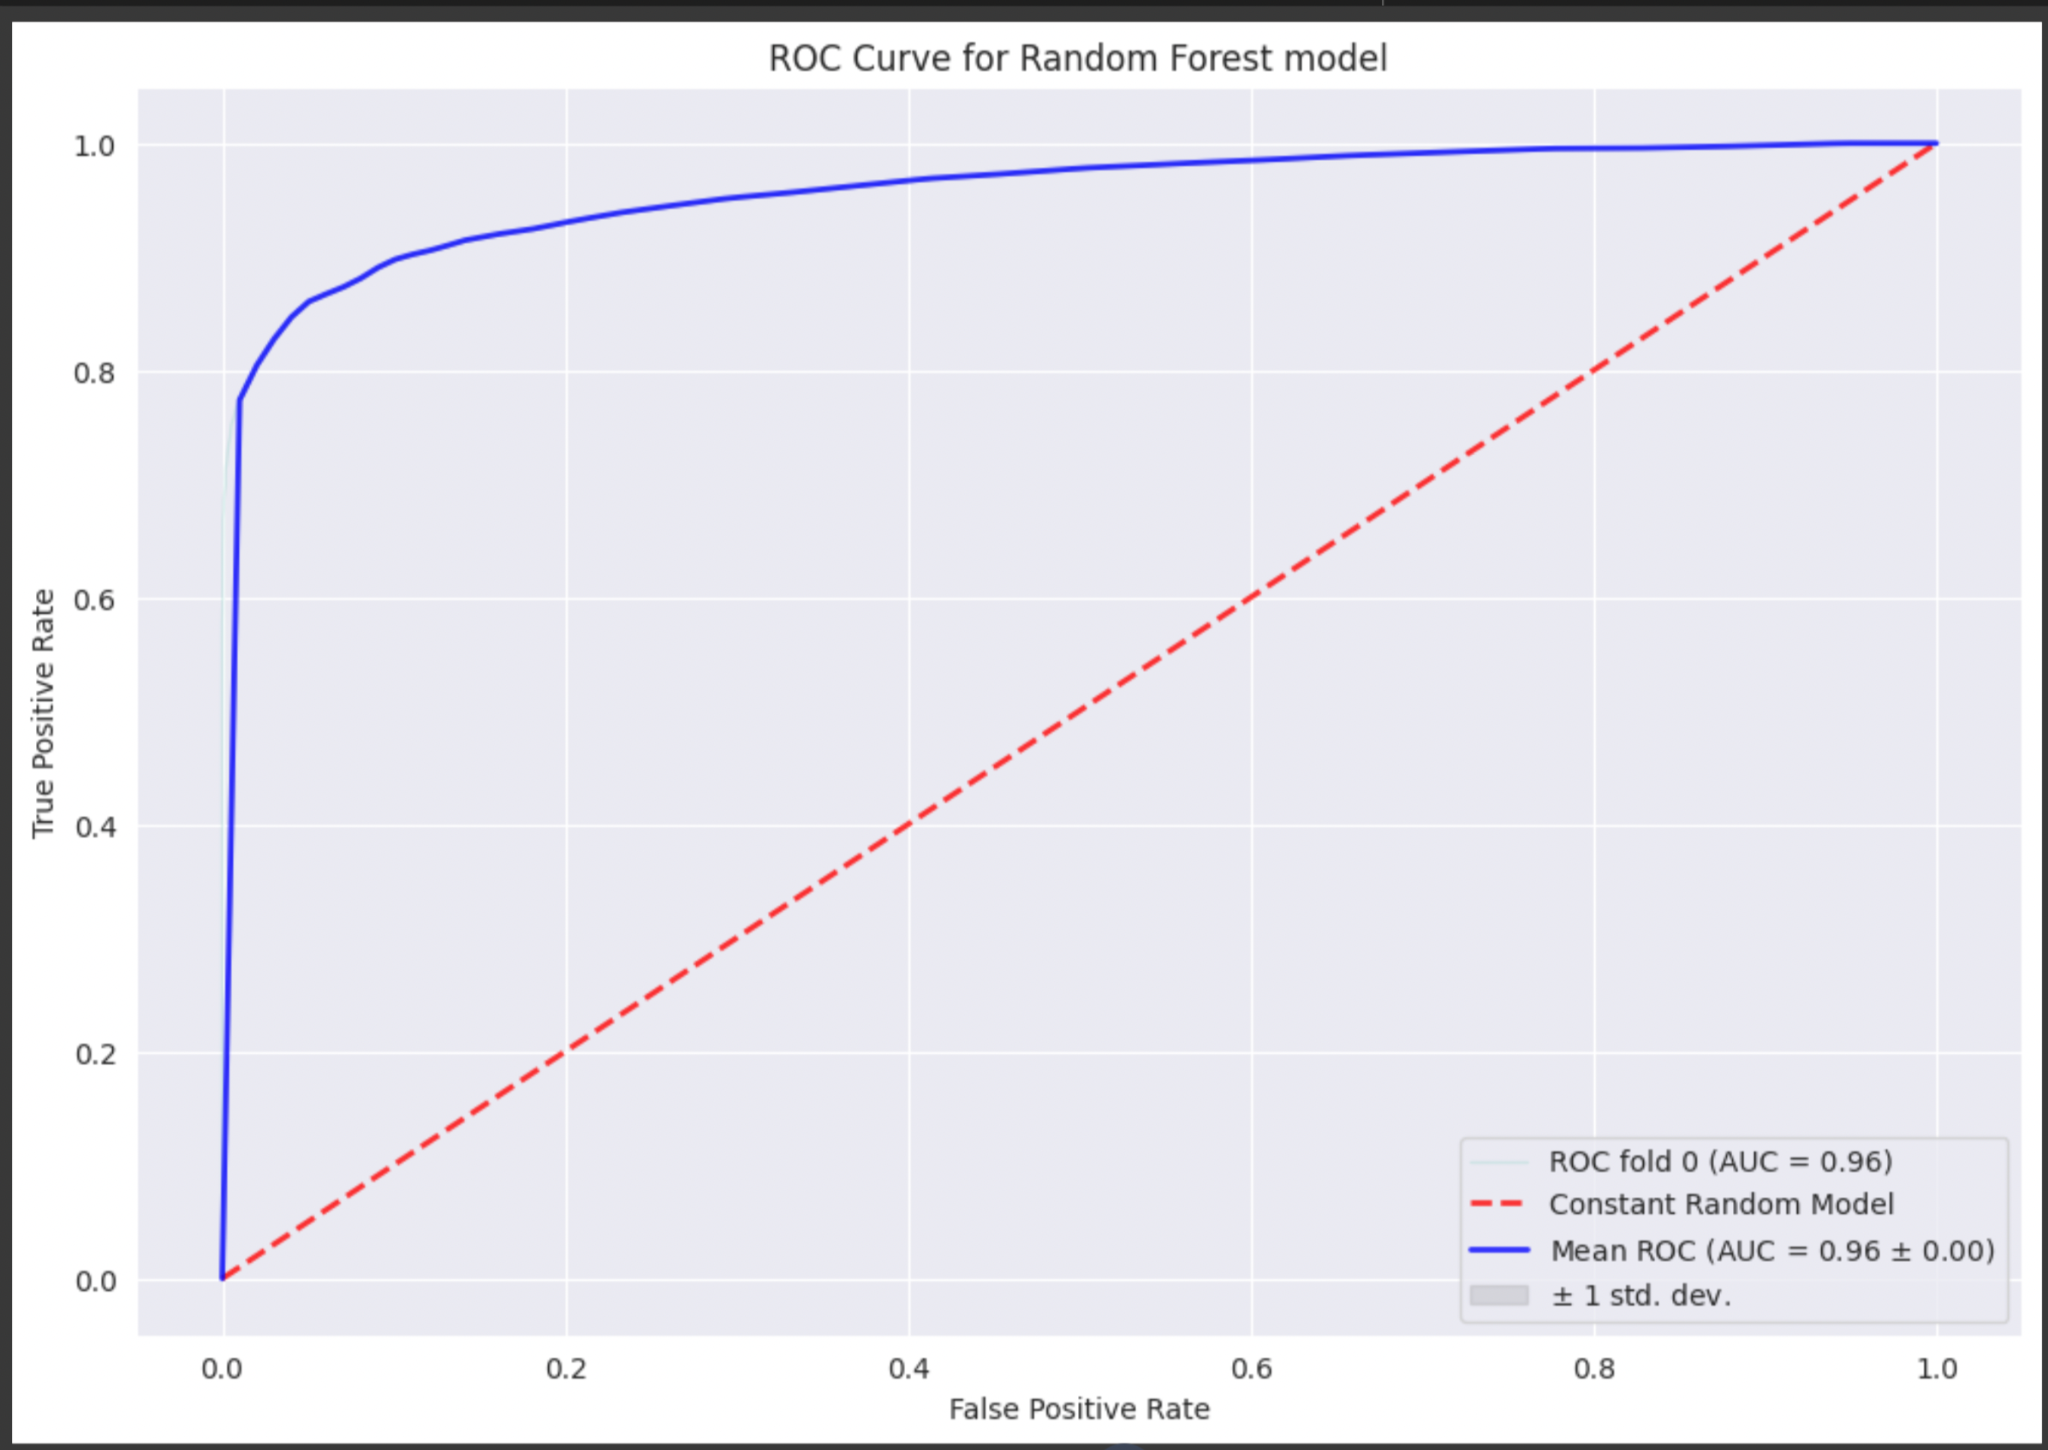 ROC Curve for Random Forest model
1.0
0.8
0.6
0.4
0.2
0.0
True Positive Rate
0.0 0.2 0.4 0.6 0.8 1.0
False Positive Rate
ROC fold 0 (AUC = 0.96)
Constant Random Model
Mean ROC (AUC = 0.96 ± 0.00)
± 1 std. dev.